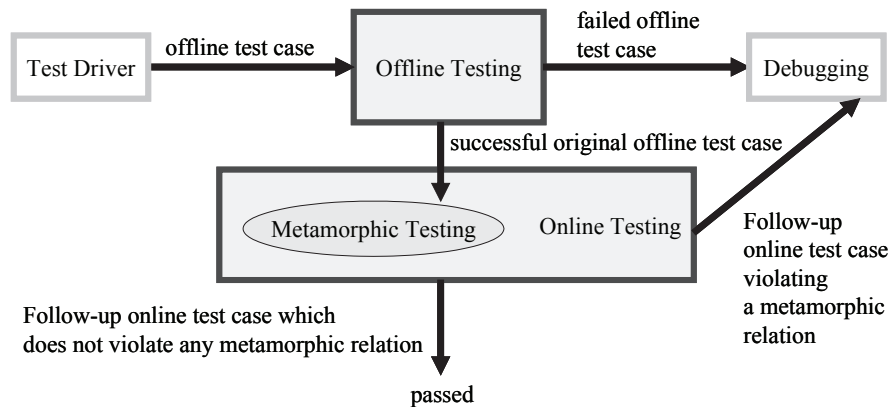 failed offline
test case
offline test case
Test Driver
Offline Testing
Debugging
successful original offline test case
Metamorphic Testing
Online Testing
Follow-up
online test case
violating
a metamorphic
relation
Follow-up online test case which
does not violate any metamorphic relation
passed